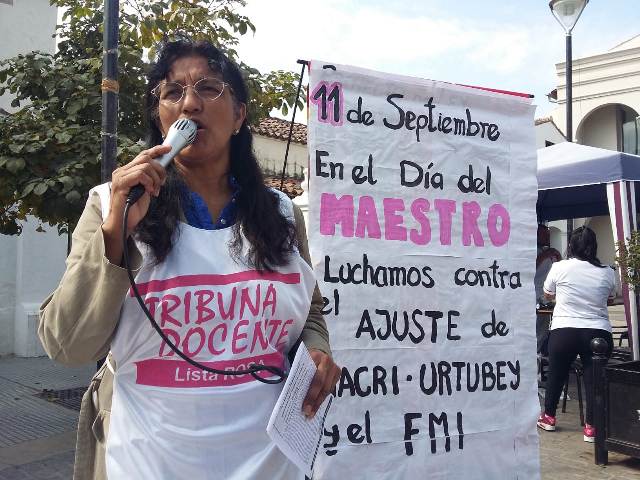 TRIBUNA
DOCENTE
Lista ROSA
11 de Septiembre
En el Día del
MAESTRO
Luchamos contra
el AJUSTE de
MACRI - URTUBEY
y el FMI